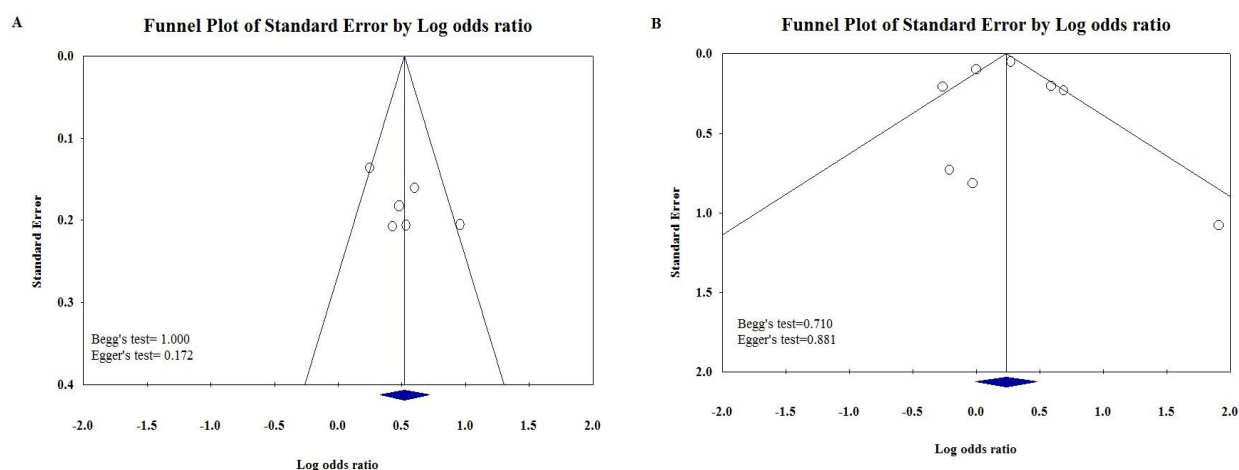 A
Funnel Plot of Standard Error by Log odds ratio
0.0
0.1
0.2
0.3
0.4
Standard Error
Begg's test= 1.000
Egger's test= 0.172
-2.0 -1.5 -1.0 -0.5 0.0 0.5 1.0 1.5 2.0
Log odds ratio
B
Funnel Plot of Standard Error by Log odds ratio
0.0
0.5
1.0
1.5
2.0
Standard Error
Begg's test=0.710
Egger's test=0.881
-2.0 -1.5 -1.0 -0.5 0.0 0.5 1.0 1.5 2.0
Log odds ratio